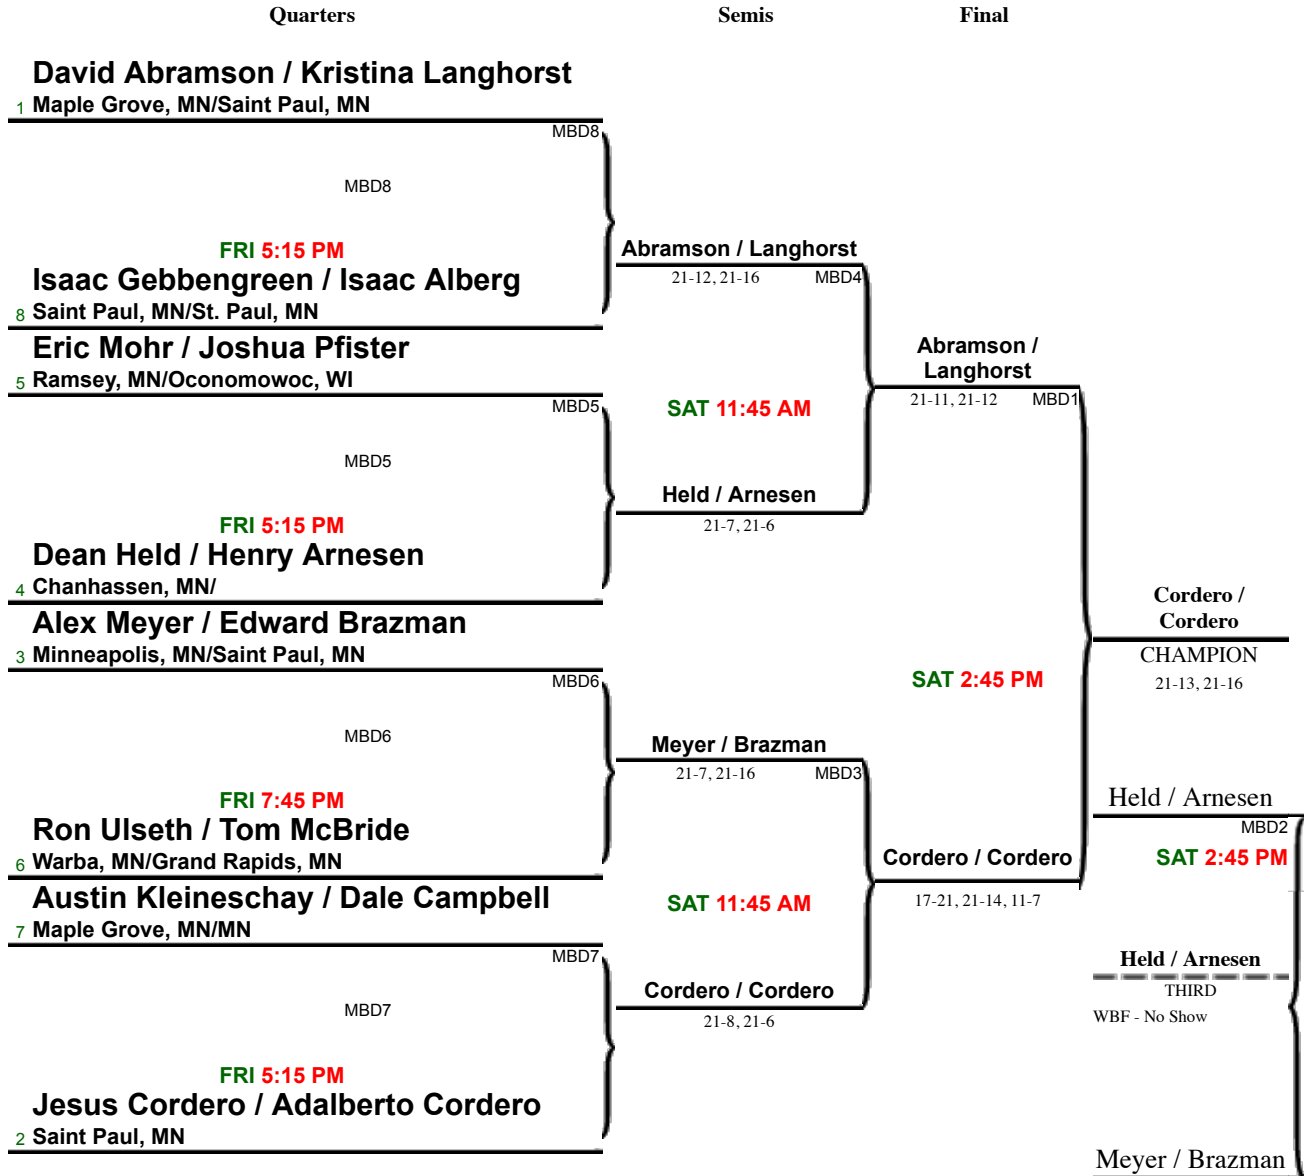 Quarters
Semis
Final
David Abramson / Kristina Langhorst
1 Maple Grove, MN/Saint Paul, MN
MBD8
MBD8
FRI 5:15 PM
Isaac Gebbengreen / Isaac Alberg
8 Saint Paul, MN/St. Paul, MN
Eric Mohr / Joshua Pfister
5 Ramsey, MN/Oconomowoc, WI
MBD5
MBD5
FRI 5:15 PM
Dean Held / Henry Arnesen
4 Chanhassen, MN/
Alex Meyer / Edward Brazman
3 Minneapolis, MN/Saint Paul, MN
MBD6
MBD6
FRI 7:45 PM
Ron Ulseth / Tom McBride
6 Warba, MN/Grand Rapids, MN
Austin Kleineschay / Dale Campbell
7 Maple Grove, MN/MN
MBD7
MBD7
FRI 5:15 PM
Jesus Cordero / Adalberto Cordero
2 Saint Paul, MN
Abramson / Langhorst
21-12, 21-16 MBD4
SAT 11:45 AM
Held / Arnesen
21-7, 21-6
Meyer / Brazman
21-7, 21-16 MBD3
SAT 11:45 AM
Cordero / Cordero
21-8, 21-6
Abramson /
Langhorst
21-11, 21-12 MBD1
SAT 2:45 PM
Cordero / Cordero
17-21, 21-14, 11-7
Cordero /
Cordero
CHAMPION
21-13, 21-16
Held / Arnesen
MBD2
SAT 2:45 PM
Held / Arnesen
THIRD
WBF - No Show
Meyer / Brazman